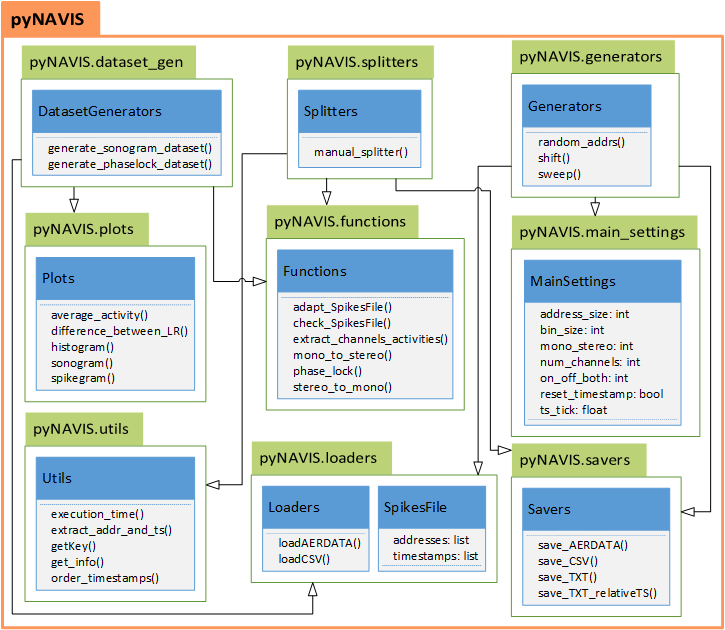 pyNAVIS
pyNAVIS.dataset_gen
DatasetGenerators
generate_sonogram_dataset()
generate_phaselock_dataset()
pyNAVIS.splitters
Splitters
manual_splitter()
pyNAVIS.generators
Generators
random_addrs()
shift()
sweep()
pyNAVIS.plots
Plots
average_activity()
difference_between_LR()
histogram()
sonogram()
spikegram()
pyNAVIS.functions
Functions
adapt_SpikesFile()
check_SpikesFile()
extract_channels_activities()
mono_to_stereo()
phase_lock()
stereo_to_mono()
pyNAVIS.main_settings
MainSettings
address_size: int
bin_size: int
mono_stereo: int
num_channels: int
on_off_both: int
reset_timestamp: bool
ts_tick: float
pyNAVIS.utils
Utils
execution_time()
extract_addr_and_ts()
getKey()
get_info()
order_timestamps()
pyNAVIS.loaders
Loaders
loadAERDATA()
loadCSV()
SpikesFile
addresses: list
timestamps: list
pyNAVIS.savers
Savers
save_AERDATA()
save_CSV()
save_TXT()
save_TXT_relativeTS()